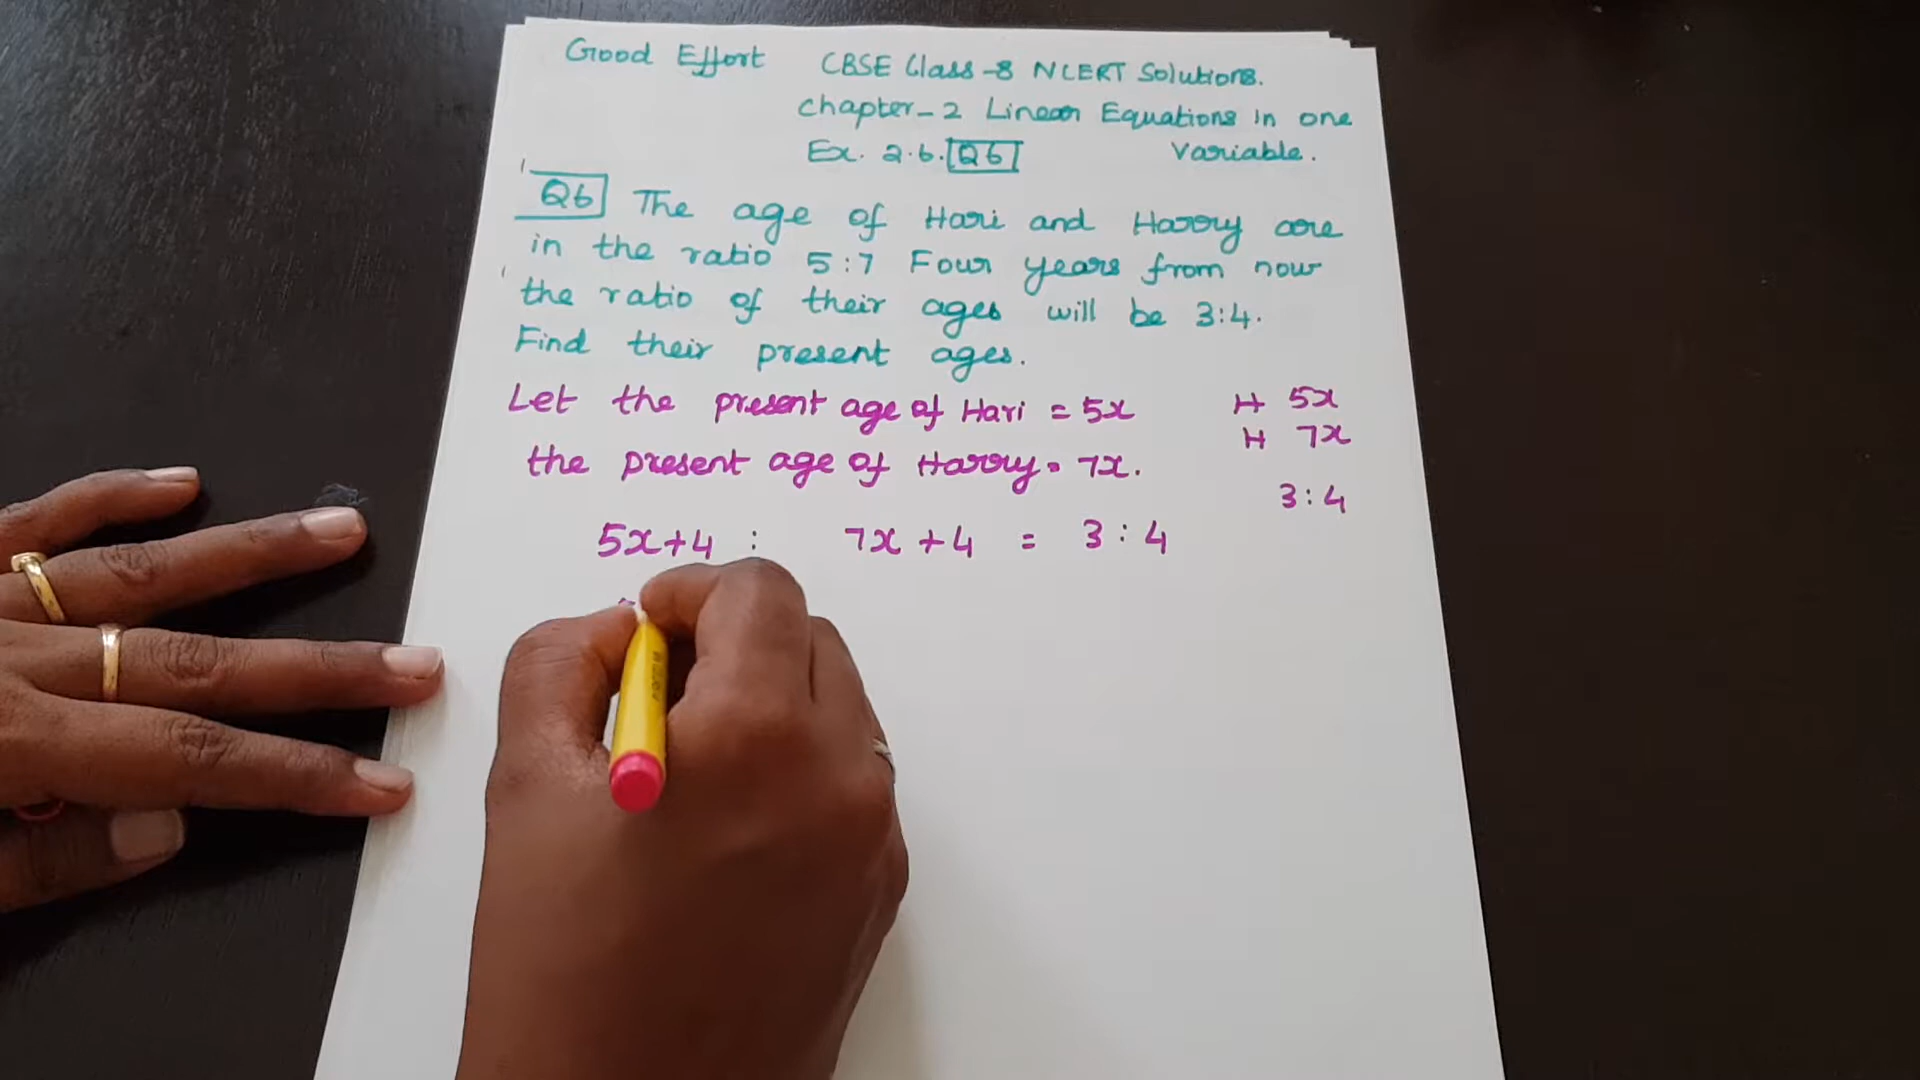 Good Effort CBSE Class-8 NCERT Solutions.
Chapter-2 Linear Equations in one
Ex. 2.6. Q6 Variable.
Q6 The age of Hari and Harry are
in the ratio 5:7 Four years from now
the ratio of their ages will be 3:4.
Find their present ages.
Let the present age of Hari = 5x
H 5x
the present age of Harry = 7x.
H 7x
3:4
5x+4 : 7x+4 = 3:4